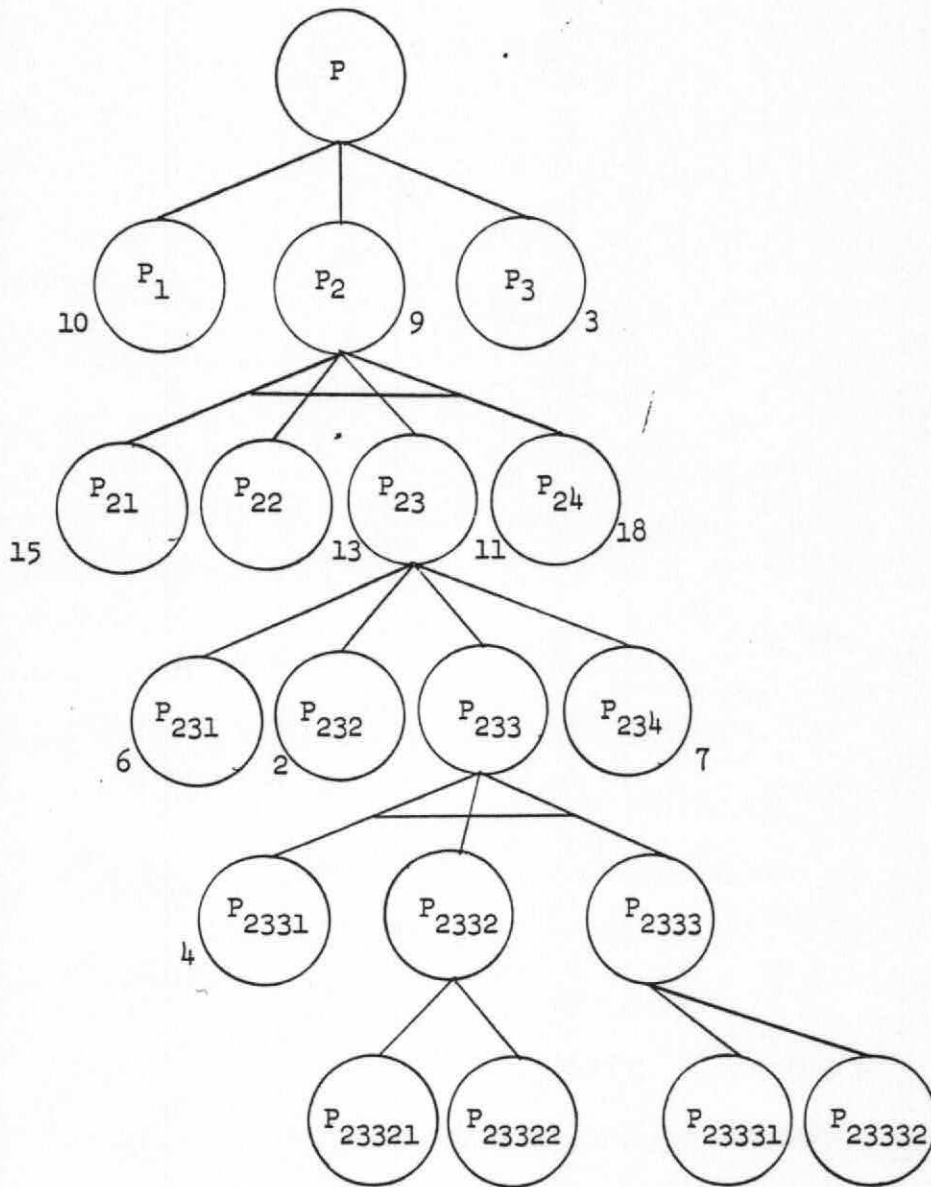 P
P₁ P₂ P₃
10 9 3
P₂₁ P₂₂ P₂₃ P₂₄
15 13 11 18
P₂₃₁ P₂₃₂ P₂₃₃ P₂₃₄
6 2 7
P₂₃₃₁ P₂₃₃₂ P₂₃₃₃
4
P₂₃₃₂₁ P₂₃₃₂₂ P₂₃₃₃₁ P₂₃₃₃₂